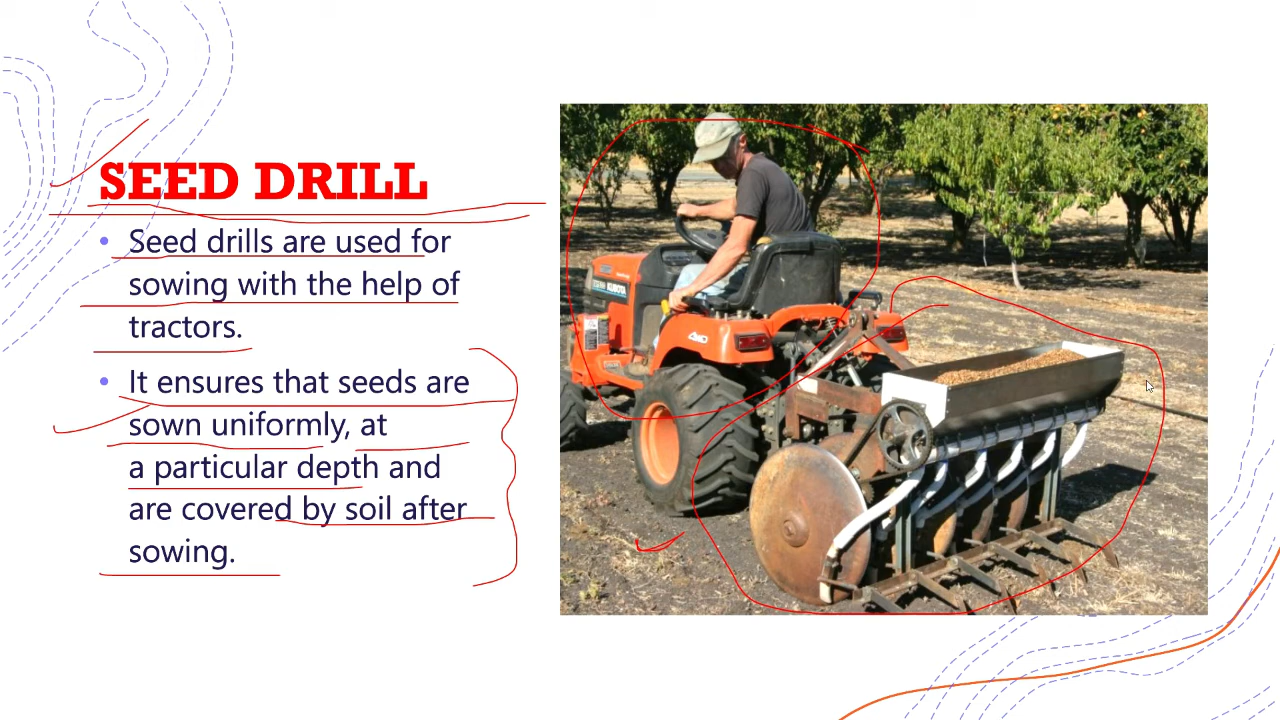 SEED DRILL
• Seed drills are used for
sowing with the help of
tractors.
• It ensures that seeds are
sown uniformly, at
a particular depth and
are covered by soil after
sowing.
KUBOTA